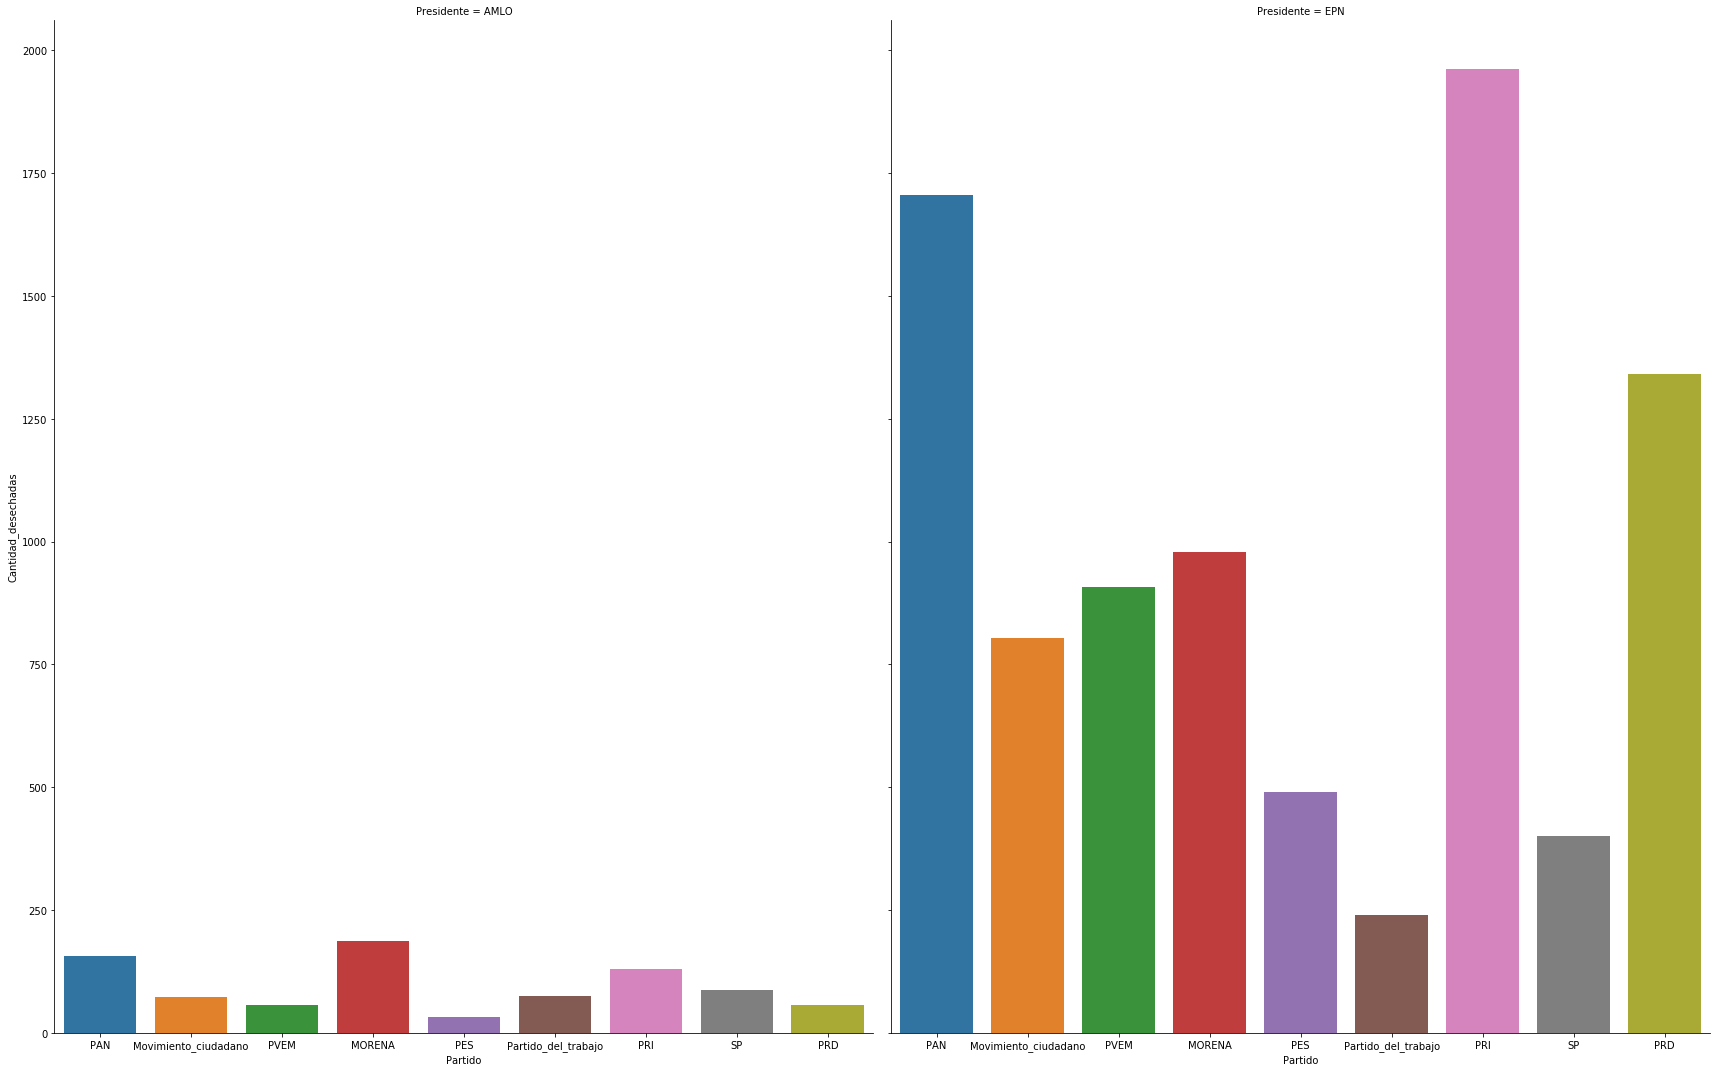 Presidente = AMLO
Presidente = EPN
2000
1750
1500
1250
1000
750
500
250
0
Cantidad_desechadas
PAN Movimiento_ciudadano PVEM MORENA PES Partido_del_trabajo PRI SP PRD
Partido
PAN Movimiento_ciudadano PVEM MORENA PES Partido_del_trabajo PRI SP PRD
Partido